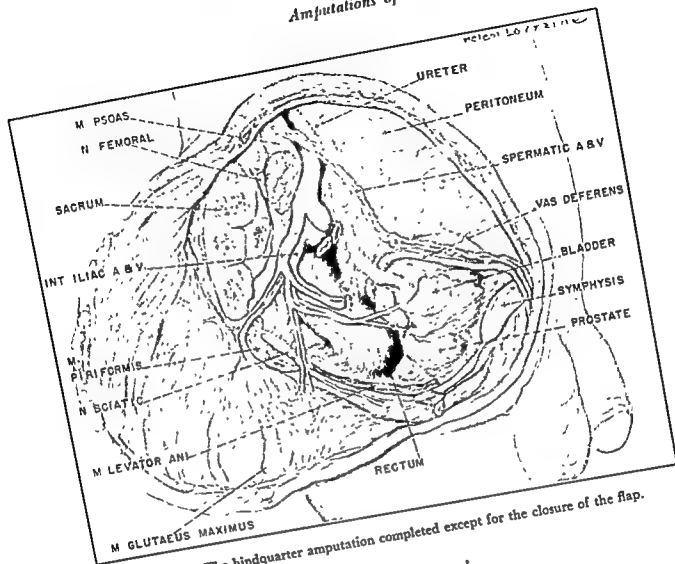 Amputations of
M PSOAS
N FEMORAL
SACRUM
INT ILIAC A & V
M.
PIRIFORMIS
N SCIATIC
M LEVATOR ANI
M GLUTAEUS MAXIMUS
URETER
PERITONEUM
SPERMATIC A & V
VAS DEFERENS
BLADDER
SYMPHYSIS
PROSTATE
RECTUM
hindquarter amputation completed except for the closure of the flap.